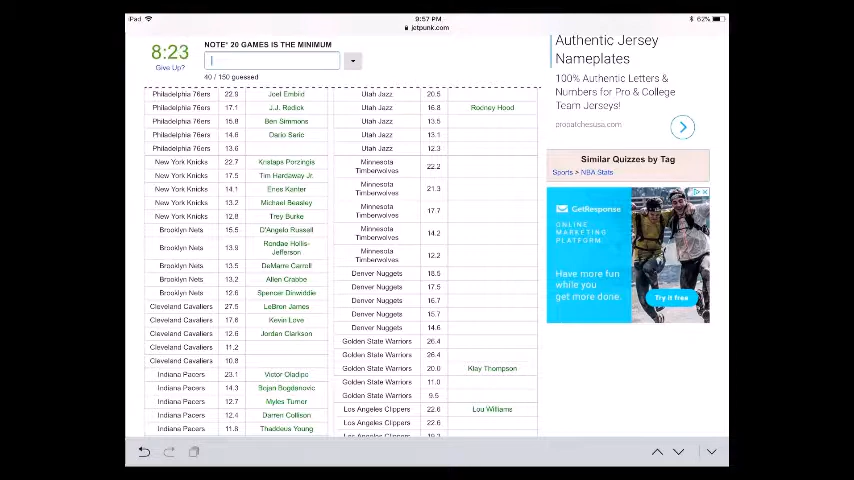 iPad
9:57 PM
62%
jetpunk.com
8:23
Give Up?
NOTE* 20 GAMES IS THE MINIMUM
40 / 150 guessed
Philadelphia 76ers 22.9 Joel Embiid
Philadelphia 76ers 17.1 J.J. Redick
Philadelphia 76ers 15.8 Ben Simmons
Philadelphia 76ers 14.6 Dario Saric
Philadelphia 76ers 13.6
New York Knicks 22.7 Kristaps Porzingis
New York Knicks 17.5 Tim Hardaway Jr.
New York Knicks 14.1 Enes Kanter
New York Knicks 13.2 Michael Beasley
New York Knicks 12.8 Trey Burke
Brooklyn Nets 15.5 D'Angelo Russell
Brooklyn Nets 13.9 Rondae Hollis-
Jefferson
Brooklyn Nets 13.5 DeMarre Carroll
Brooklyn Nets 13.2 Allen Crabbe
Brooklyn Nets 12.6 Spencer Dinwiddie
Cleveland Cavaliers 27.5 LeBron James
Cleveland Cavaliers 17.6 Kevin Love
Cleveland Cavaliers 12.6 Jordan Clarkson
Cleveland Cavaliers 11.2
Cleveland Cavaliers 10.8
Indiana Pacers 23.1 Victor Oladipo
Indiana Pacers 14.3 Bojan Bogdanovic
Indiana Pacers 12.7 Myles Turner
Indiana Pacers 12.4 Darren Collison
Indiana Pacers 11.8 Thaddeus Young
Utah Jazz 20.5
Utah Jazz 16.8 Rodney Hood
Utah Jazz 13.5
Utah Jazz 13.1
Utah Jazz 12.3
Minnesota
Timberwolves 22.2
Minnesota
Timberwolves 21.3
Minnesota
Timberwolves 17.7
Minnesota
Timberwolves 14.2
Minnesota
Timberwolves 12.2
Denver Nuggets 18.5
Denver Nuggets 17.5
Denver Nuggets 16.7
Denver Nuggets 15.7
Denver Nuggets 14.6
Golden State Warriors 26.4
Golden State Warriors 26.4
Golden State Warriors 20.0 Klay Thompson
Golden State Warriors 11.0
Golden State Warriors 9.5
Los Angeles Clippers 22.6 Lou Williams
Los Angeles Clippers 22.6
Los Angeles Clippers 19.3
Authentic Jersey
Nameplates
100% Authentic Letters &
Numbers for Pro & College
Team Jerseys!
propatchesusa.com
Similar Quizzes by Tag
Sports > NBA Stats
GetResponse
ONLINE
MARKETING
PLATFORM.
Have more fun
while you
get more done.
Try it free